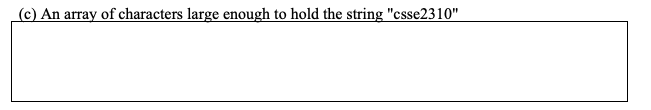 (c) An array of characters large enough to hold the string "csse2310"